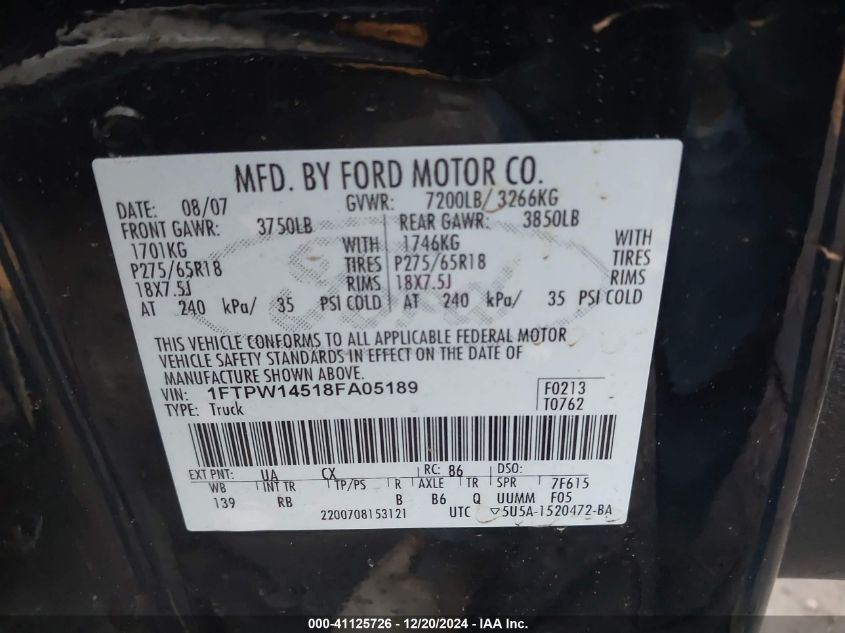 MFD. BY FORD MOTOR CO.
DATE: 08/07 GVWR: 7200LB/ 3266KG
FRONT GAWR: 3750LB REAR GAWR: 3850LB
1701KG WITH 1746KG WITH
P275/65R18 TIRES P275/65R18 TIRES
18X7.5J RIMS 18X7.5J RIMS
AT 240 kPa/ 35 PSI COLD AT 240 kPa/ 35 PSI COLD
THIS VEHICLE CONFORMS TO ALL APPLICABLE FEDERAL MOTOR
VEHICLE SAFETY STANDARDS IN EFFECT ON THE DATE OF
MANUFACTURE SHOWN ABOVE.
VIN: 1FTPW14518FA05189 F0213
TYPE: Truck T0762
EXT PNT: UA CX RC: 86 DSO:
WB INT TR TP/PS R AXLE TR SPR 7F615
139 RB B B6 Q UUMM F05
2200708153121 UTC ▽5U5A-1520472-BA
000-41125726 - 12/20/2024 - IAA Inc.